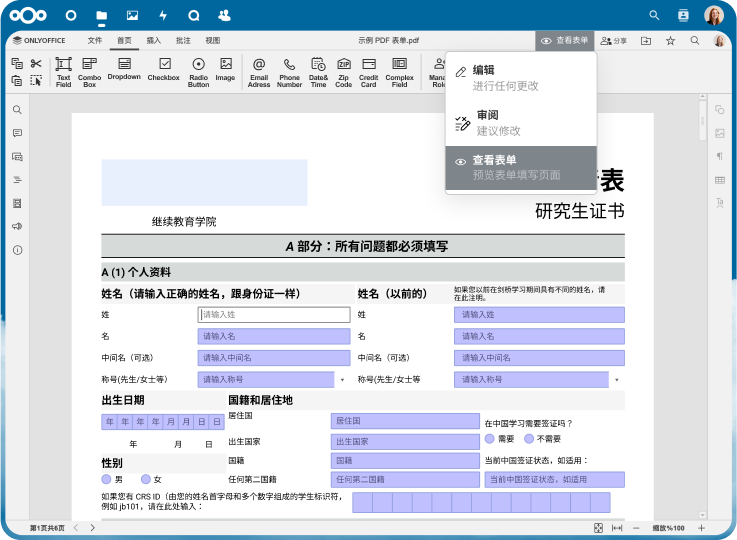 ONLYOFFICE
文件
首页
插入
批注
视图
示例 PDF 表单.pdf
查看表单
分享
Text Field
Combo Box
Dropdown
Checkbox
Radio Button
Image
Email Adress
Phone Number
Date& Time
Zip Code
Credit Card
Complex Field
编辑
进行任何更改
审阅
建议修改
查看表单
预览表单填写页面
表
研究生证书
继续教育学院
A 部分：所有问题都必须填写
A (1) 个人资料
姓名（请输入正确的姓名，跟身份证一样）
姓名（以前的）
如果您以前在剑桥学习期间具有不同的姓名，请
在此注明。
姓
请输入姓
姓
请输入姓
名
请输入名
名
请输入名
中间名（可选）
请输入中间名
中间名（可选）
请输入中间名
称号(先生/女士等）
请输入称号
称号(先生/女士等
请输入称号
出生日期
国籍和居住地
年 年 年 年 月 月 日 日
年 月 日
居住国
居住国
在中国学习需要签证吗？
出生国家
出生国家
需要
不需要
性别
男
女
国籍
国籍
当前中国签证状态，如适用：
任何第二国籍
任何第二国籍
当前中国签证状态，如适用
如果您有 CRS ID（由您的姓名首字母和多个数字组成的学生标识符，
例如 jb101，请在此处输入：
第1页共6页
缩放%100